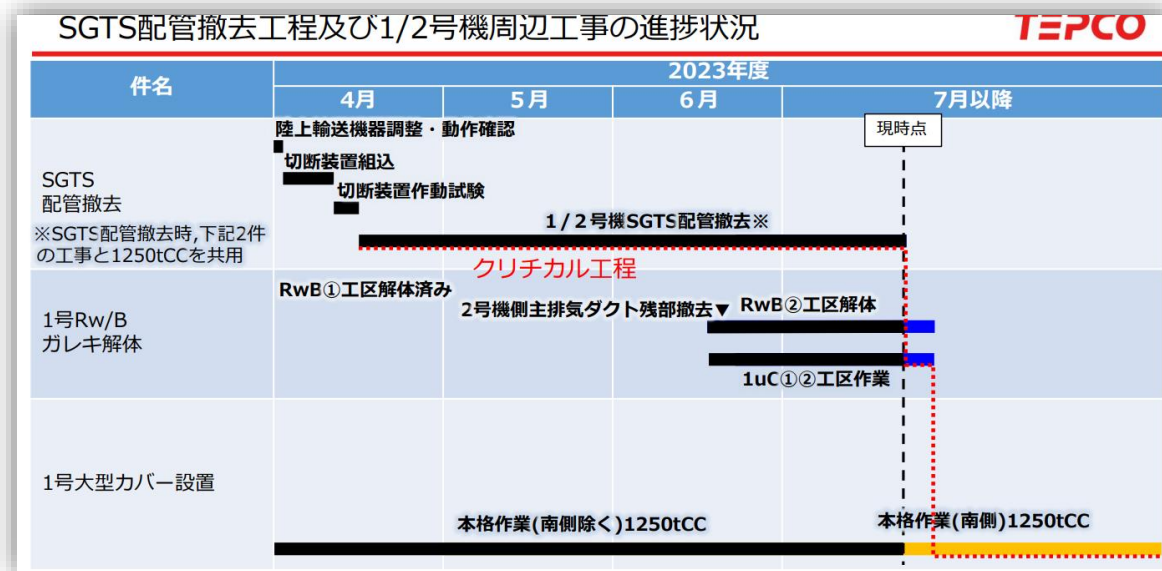 SGTS配管撤去工程及び1/2号機周辺工事の進捗状況
TEPCO
件名
2023年度
4月
5月
6月
7月以降
現時点
陸上輸送機器調整・動作確認
切断装置組込
切断装置作動試験
SGTS
配管撤去
※SGTS配管撤去時,下記2件
の工事と1250tCCを共用
1/2号機SGTS配管撤去※
クリチカル工程
RwB①工区解体済み
2号機側主排気ダクト残部撤去▼
RwB②工区解体
1号Rw/B
ガレキ解体
1uC①②工区作業
1号大型カバー設置
本格作業(南側除く)1250tCC
本格作業(南側)1250tCC